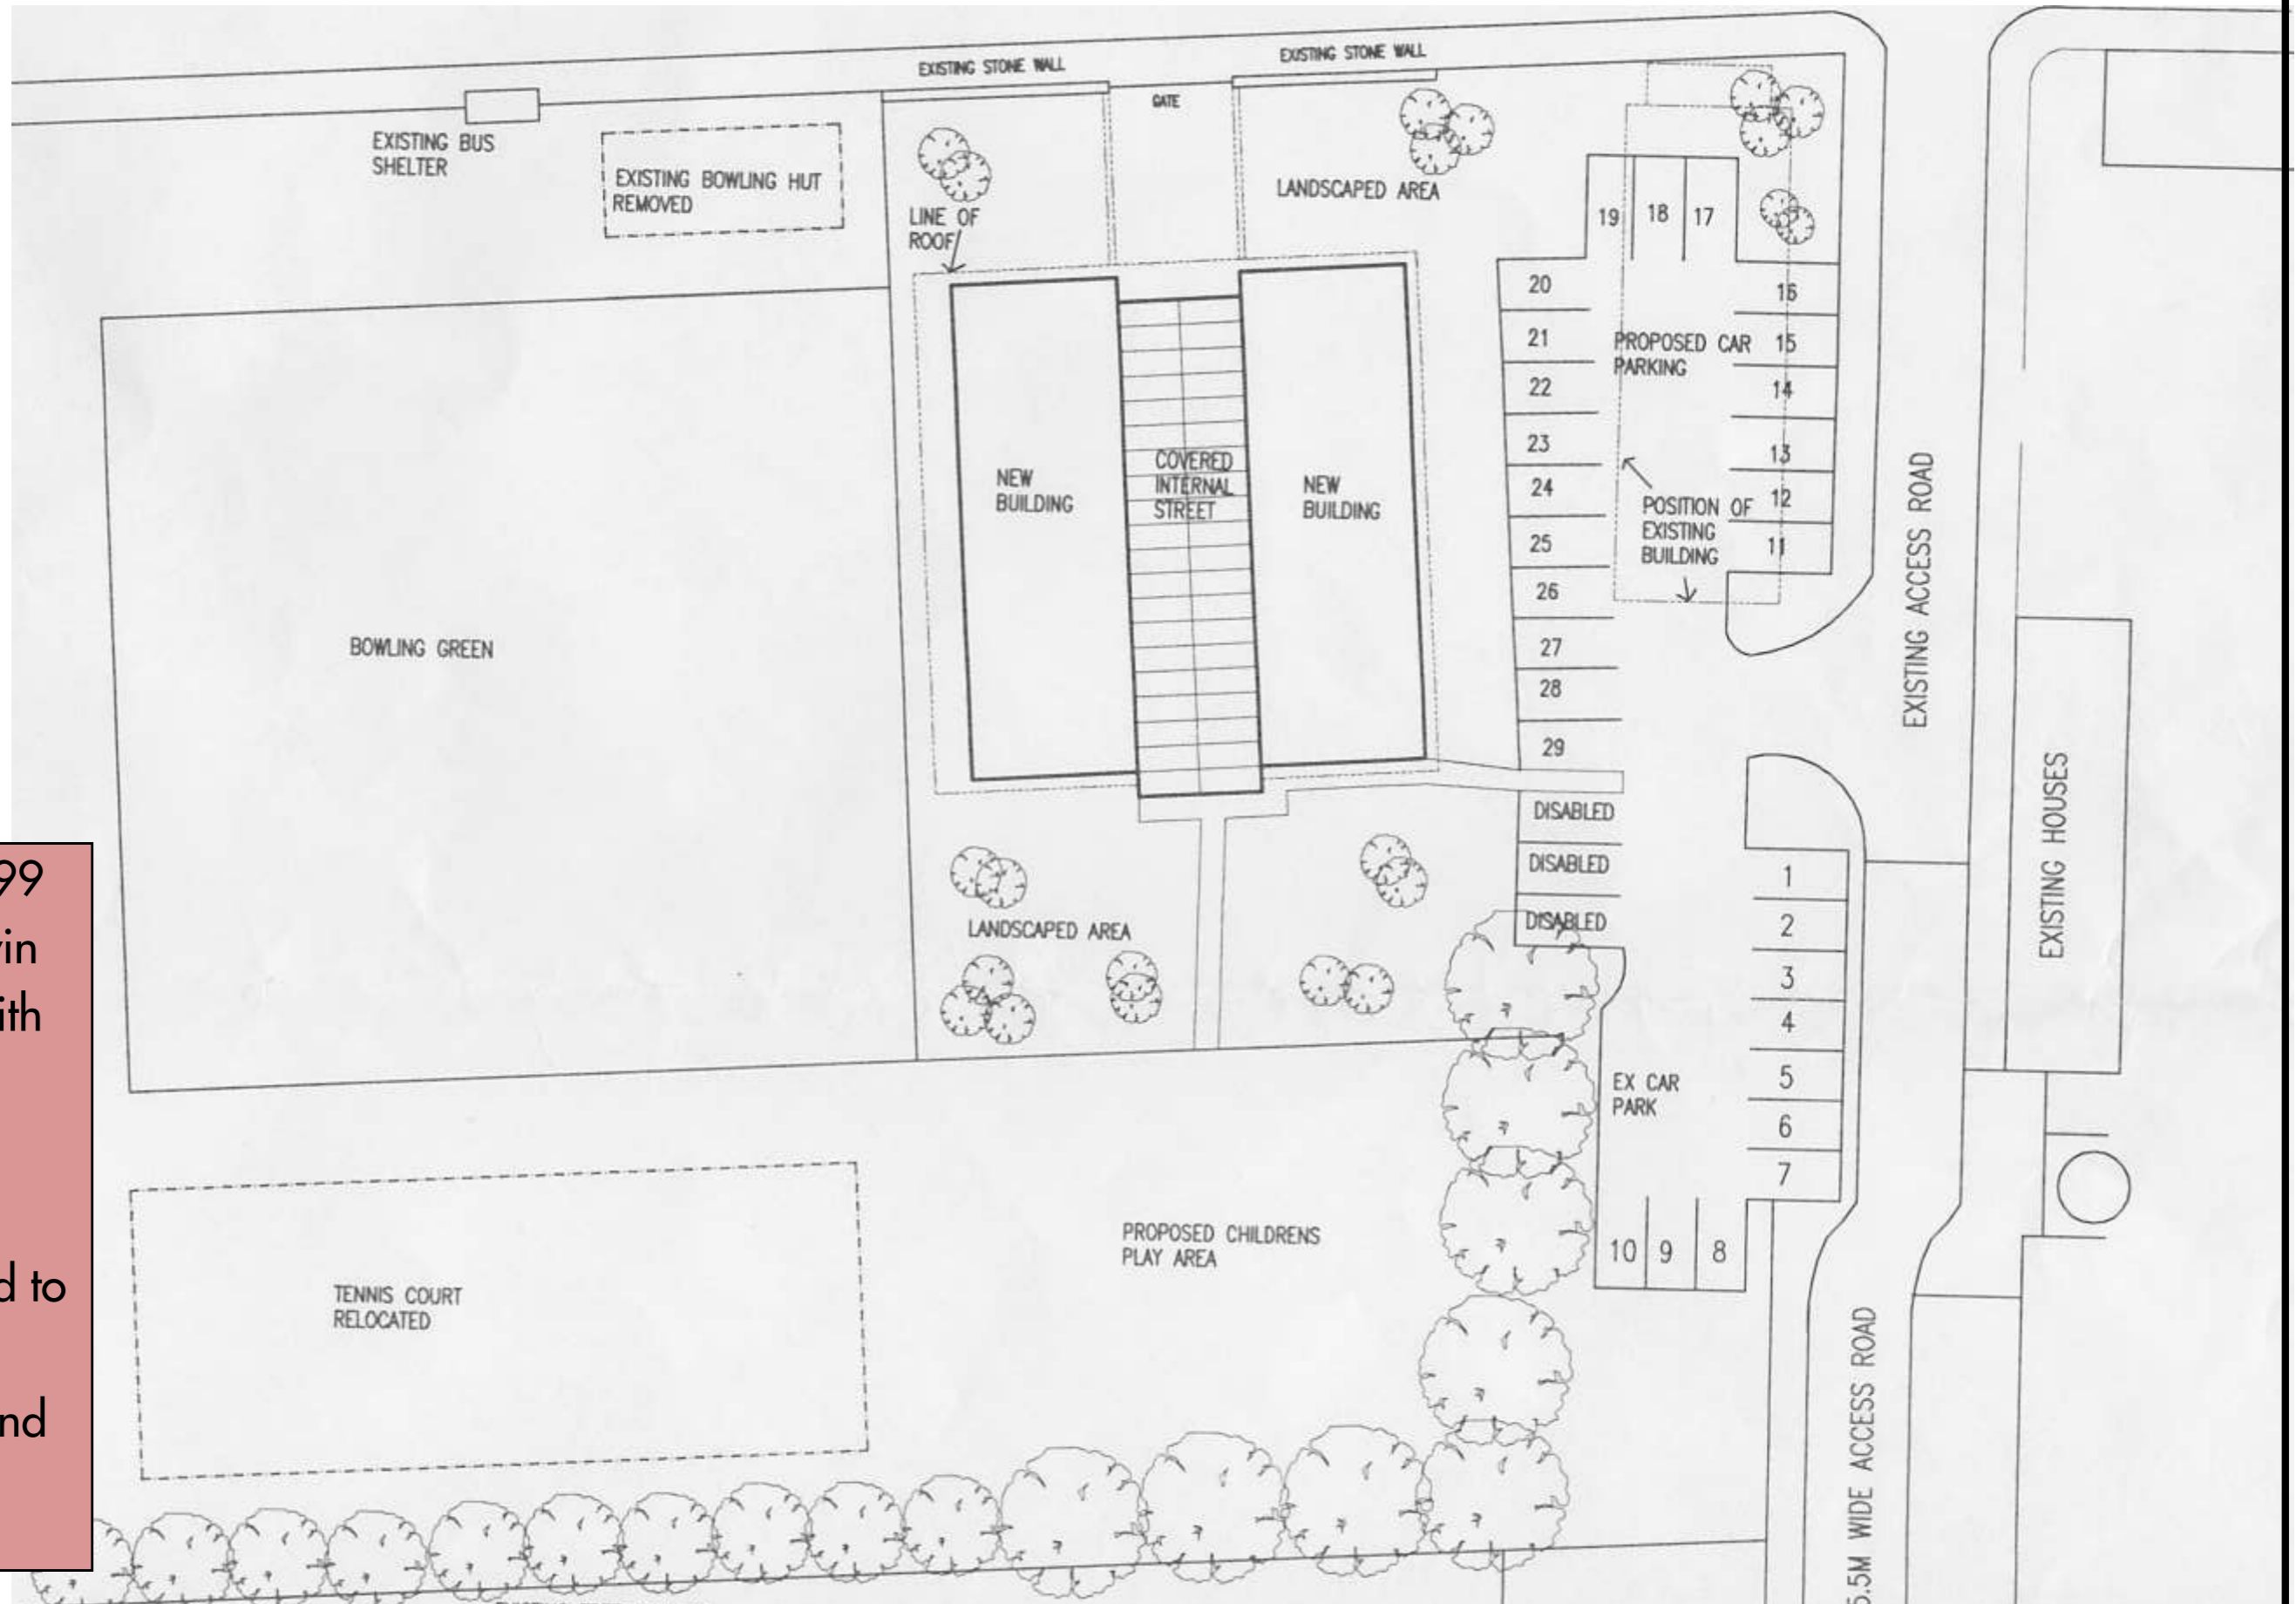 EXISTING STONE WALL
EXISTING STONE WALL
GATE
EXISTING BUS
SHELTER
EXISTING BOWLING HUT
REMOVED
LINE OF
ROOF
LANDSCAPED AREA
19
18
17
20
16
21
PROPOSED CAR
PARKING
15
22
14
23
13
24
12
POSITION OF
EXISTING
BUILDING
25
11
26
27
28
29
NEW
BUILDING
COVERED
INTERNAL
STREET
NEW
BUILDING
BOWLING GREEN
EXISTING ACCESS ROAD
EXISTING HOUSES
DISABLED
DISABLED
DISABLED
1
2
3
4
5
6
7
LANDSCAPED AREA
EX CAR
PARK
10
9
8
PROPOSED CHILDRENS
PLAY AREA
TENNIS COURT
RELOCATED
5.5M WIDE ACCESS ROAD
99
in
ith
d to
nd